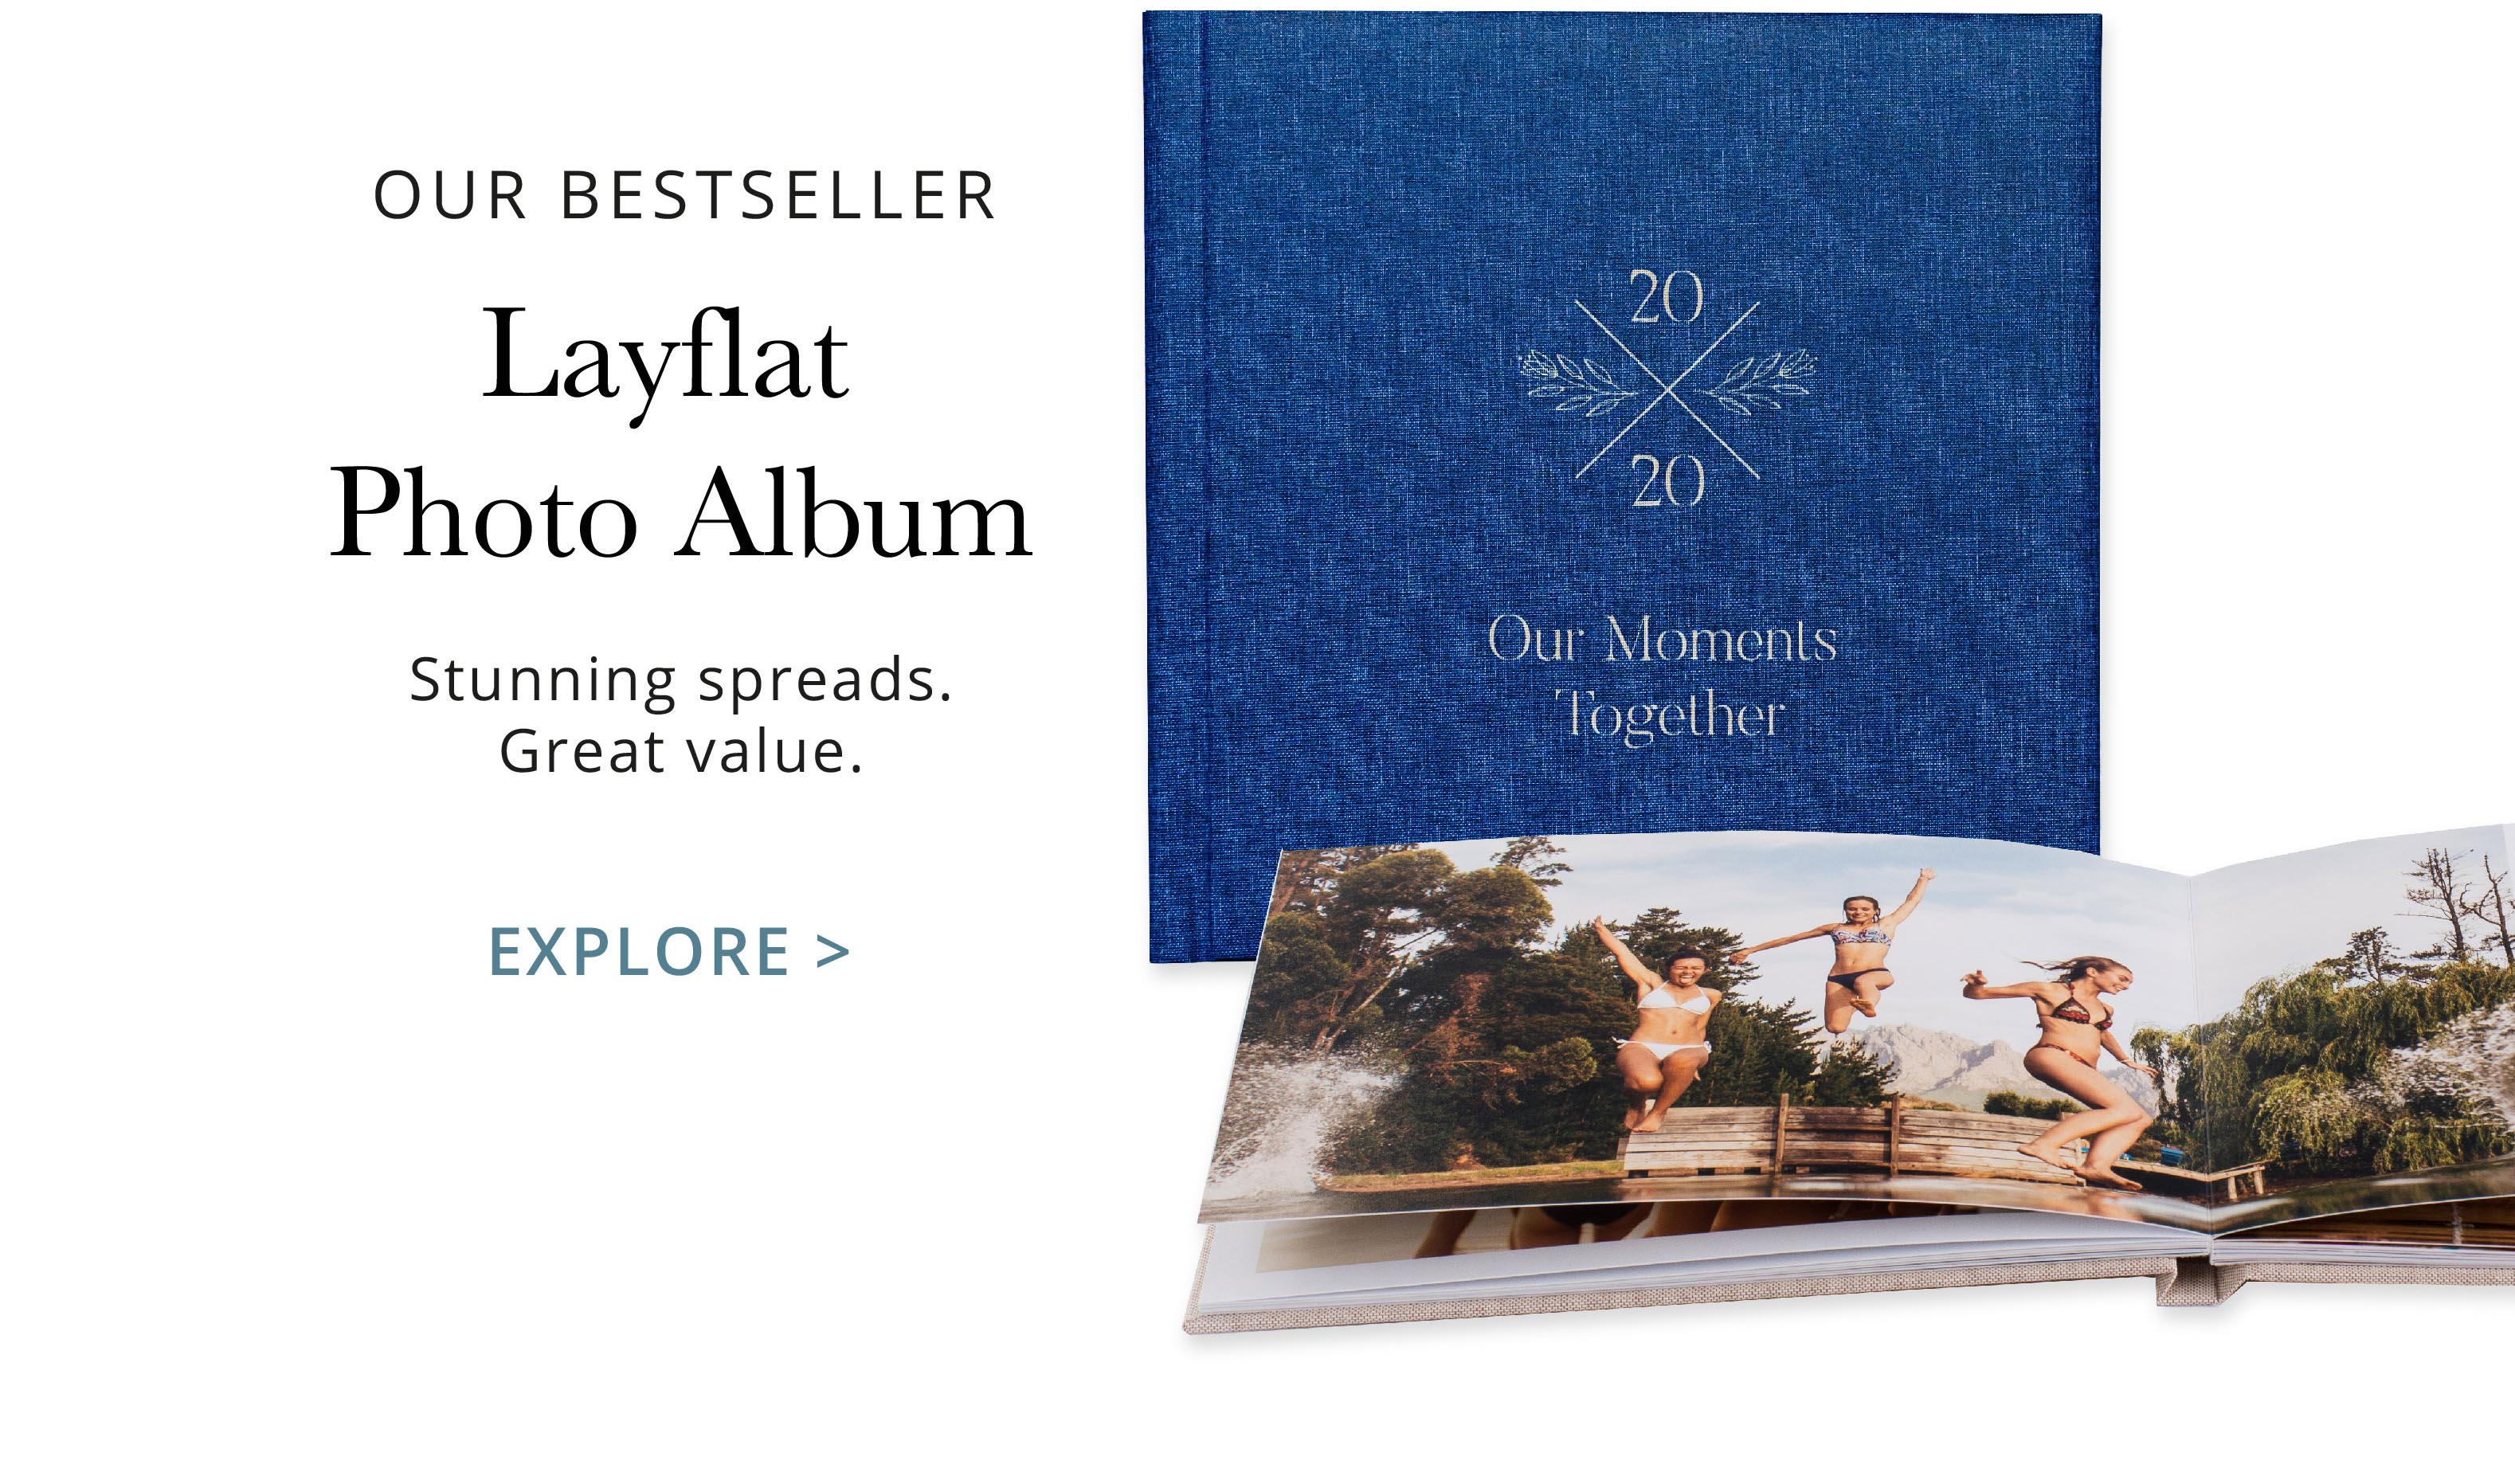 OUR BESTSELLER
Layflat
Photo Album
Stunning spreads.
Great value.
EXPLORE >
20
20
Our Moments
Together